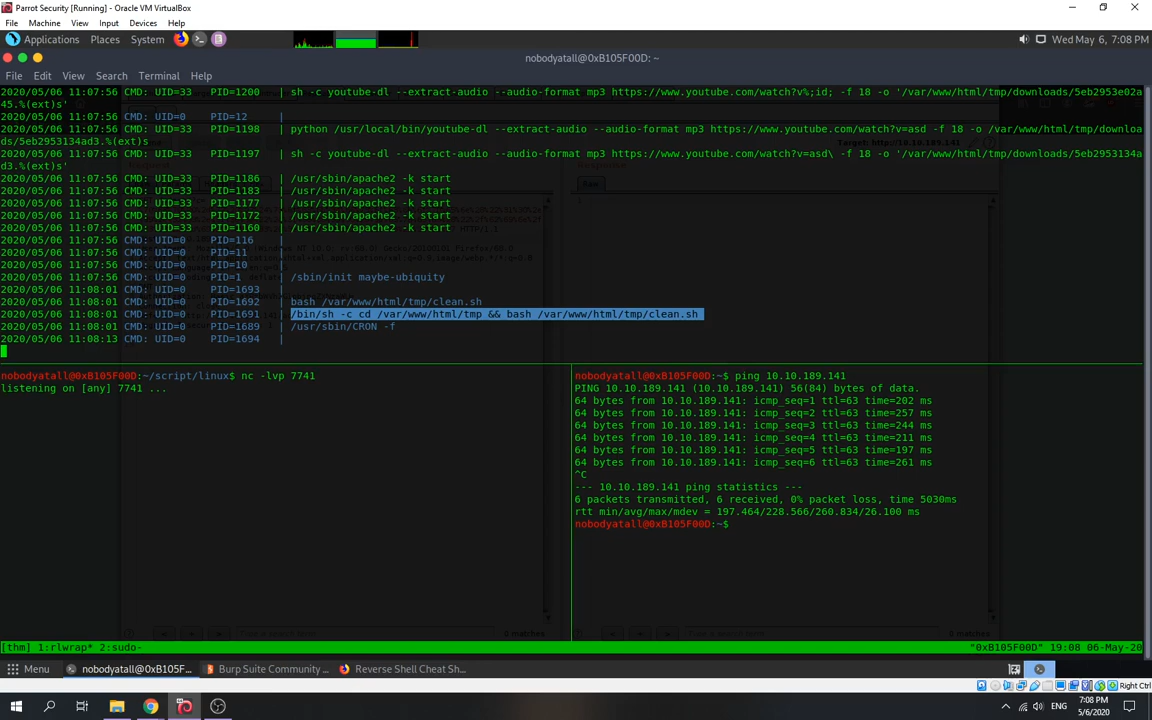 Parrot Security [Running] - Oracle VM VirtualBox
File Machine View Input Devices Help
Applications Places System
Wed May 6, 7:08 PM
nobodyatall@0xB105F00D: ~
File Edit View Search Terminal Help
2020/05/06 11:07:56 CMD: UID=33 PID=1200 | sh -c youtube-dl --extract-audio --audio-format mp3 https://www.youtube.com/watch?v%;id; -f 18 -o '/var/www/html/tmp/downloads/5eb2953e02a
45.%(ext)s'
2020/05/06 11:07:56 CMD: UID=0 PID=12 |
2020/05/06 11:07:56 CMD: UID=33 PID=1198 | python /usr/local/bin/youtube-dl --extract-audio --audio-format mp3 https://www.youtube.com/watch?v=asd -f 18 -o /var/www/html/tmp/downloa
ds/5eb2953134ad3.%(ext)s
2020/05/06 11:07:56 CMD: UID=33 PID=1197 | sh -c youtube-dl --extract-audio --audio-format mp3 https://www.youtube.com/watch?v=asd\ -f 18 -o '/var/www/html/tmp/downloads/5eb2953134a
d3.%(ext)s'
2020/05/06 11:07:56 CMD: UID=33 PID=1186 | /usr/sbin/apache2 -k start
2020/05/06 11:07:56 CMD: UID=33 PID=1183 | /usr/sbin/apache2 -k start
2020/05/06 11:07:56 CMD: UID=33 PID=1177 | /usr/sbin/apache2 -k start
2020/05/06 11:07:56 CMD: UID=33 PID=1172 | /usr/sbin/apache2 -k start
2020/05/06 11:07:56 CMD: UID=33 PID=1160 | /usr/sbin/apache2 -k start
2020/05/06 11:07:56 CMD: UID=0 PID=116 |
2020/05/06 11:07:56 CMD: UID=0 PID=11 |
2020/05/06 11:07:56 CMD: UID=0 PID=10 |
2020/05/06 11:07:56 CMD: UID=0 PID=1 | /sbin/init maybe-ubiquity
2020/05/06 11:08:01 CMD: UID=0 PID=1693 |
2020/05/06 11:08:01 CMD: UID=0 PID=1692 | bash /var/www/html/tmp/clean.sh
2020/05/06 11:08:01 CMD: UID=0 PID=1691 | /bin/sh -c cd /var/www/html/tmp && bash /var/www/html/tmp/clean.sh
2020/05/06 11:08:01 CMD: UID=0 PID=1689 | /usr/sbin/CRON -f
2020/05/06 11:08:13 CMD: UID=0 PID=1694 |
nobodyatall@0xB105F00D:~/script/linux$ nc -lvp 7741
listening on [any] 7741 ...
nobodyatall@0xB105F00D:~$ ping 10.10.189.141
PING 10.10.189.141 (10.10.189.141) 56(84) bytes of data.
64 bytes from 10.10.189.141: icmp_seq=1 ttl=63 time=202 ms
64 bytes from 10.10.189.141: icmp_seq=2 ttl=63 time=257 ms
64 bytes from 10.10.189.141: icmp_seq=3 ttl=63 time=244 ms
64 bytes from 10.10.189.141: icmp_seq=4 ttl=63 time=211 ms
64 bytes from 10.10.189.141: icmp_seq=5 ttl=63 time=197 ms
64 bytes from 10.10.189.141: icmp_seq=6 ttl=63 time=261 ms
^C
--- 10.10.189.141 ping statistics ---
6 packets transmitted, 6 received, 0% packet loss, time 5030ms
rtt min/avg/max/mdev = 197.464/228.566/260.834/26.100 ms
nobodyatall@0xB105F00D:~$
0 matches
0 matches
[thm] 1:rlwrap* 2:sudo- "0xB105F00D" 19:08 06-May-20
Menu nobodyatall@0xB105F... Burp Suite Community ... Reverse Shell Cheat Sh...
Right Ctrl
ENG 7:08 PM
5/6/2020